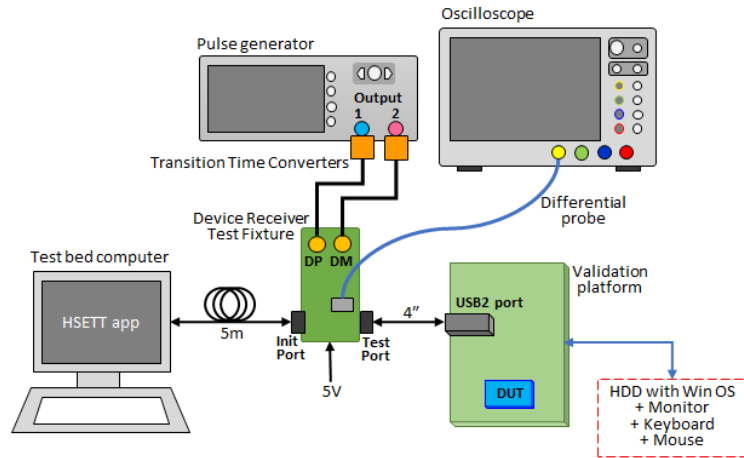 Oscilloscope
Pulse generator
Output
1 2
Transition Time Converters
Differential
probe
Device Receiver
Test Fixture
DP DM
Test bed computer
HSETT app
5m
Init
Port
Test
Port
5V
4”
USB2 port
Validation
platform
DUT
HDD with Win OS
+ Monitor
+ Keyboard
+ Mouse